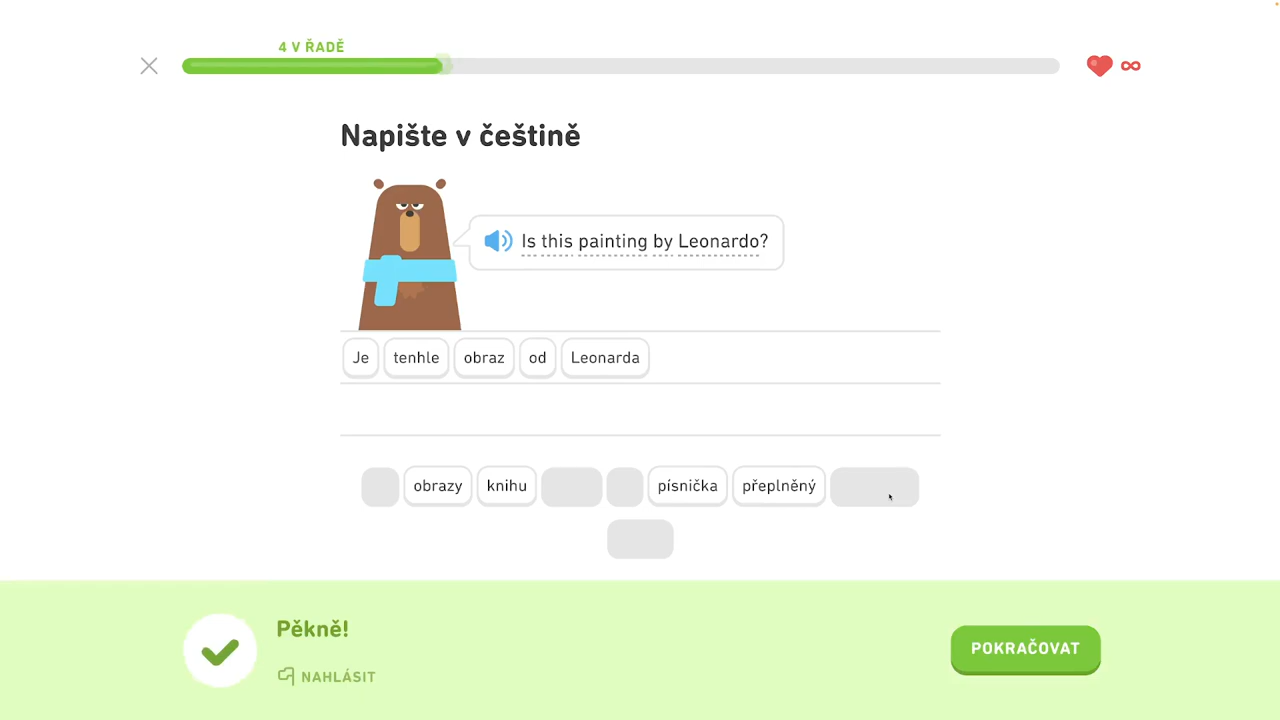 4 V ŘADĚ
Napište v češtině
Is this painting by Leonardo?
Je tenhle obraz od Leonarda
obrazy knihu písnička přeplněný
Pěkně!
NAHLÁSIT
POKRAČOVAT